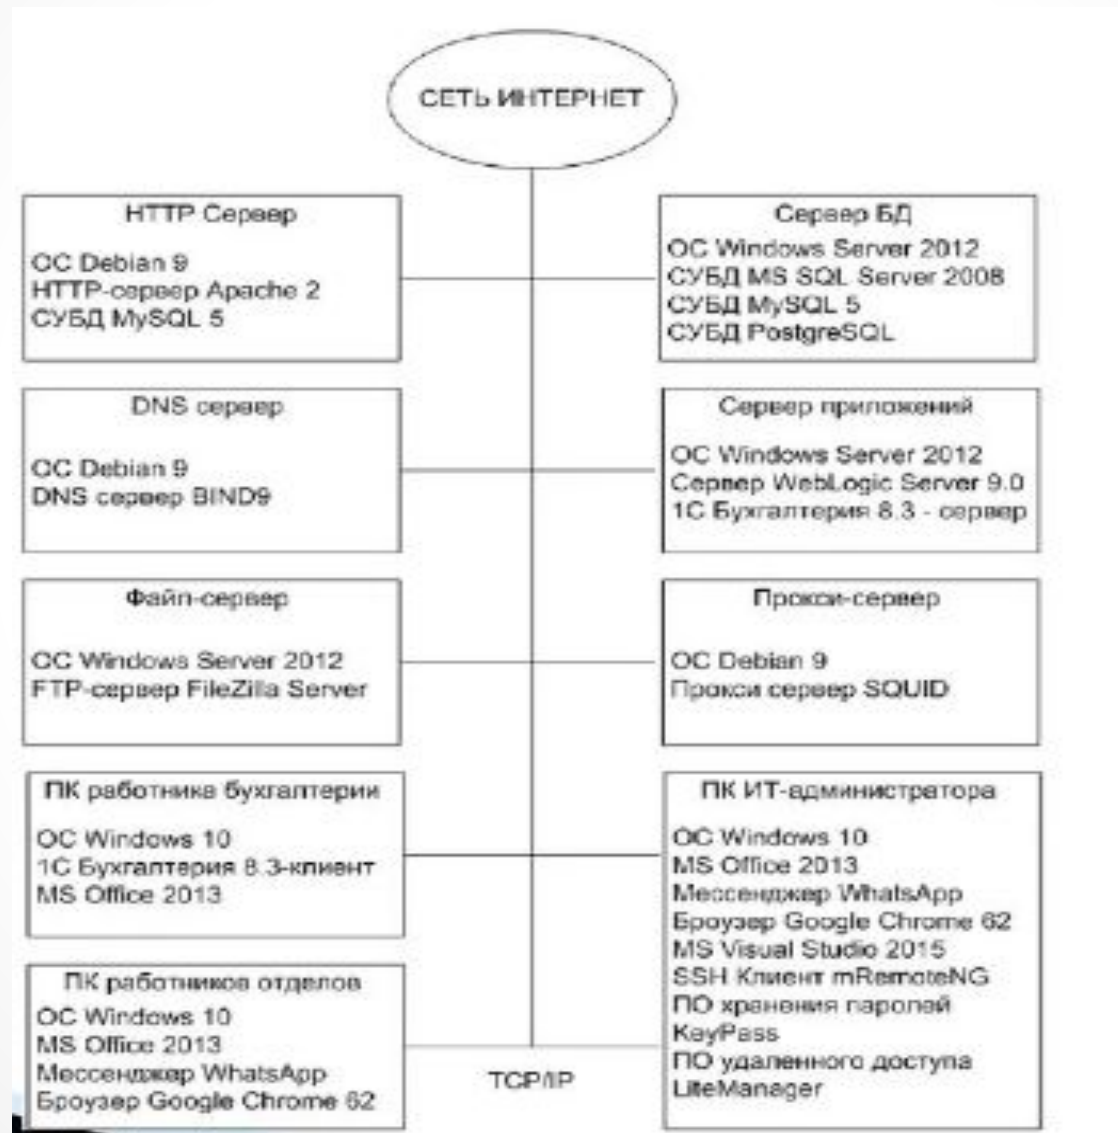 СЕТЬ ИНТЕРНЕТ
HTTP Сервер
ОС Debian 9
HTTP-сервер Apache 2
СУБД MySQL 5
Сервер БД
ОС Windows Server 2012
СУБД MS SQL Server 2008
СУБД MySQL 5
СУБД PostgreSQL
DNS сервер
ОС Debian 9
DNS сервер BIND9
Сервер приложений
ОС Windows Server 2012
Сервер WebLogic Server 9.0
1С Бухгалтерия 8.3 - сервер
Файл-сервер
ОС Windows Server 2012
FTP-сервер FileZilla Server
Прокси-сервер
ОС Debian 9
Прокси сервер SQUID
ПК работника бухгалтерии
ОС Windows 10
1С Бухгалтерия 8.3-клиент
MS Office 2013
ПК ИТ-администратора
ОС Windows 10
MS Office 2013
Мессенджер WhatsApp
Броузер Google Chrome 62
MS Visual Studio 2015
SSH Клиент mRemoteNG
ПО хранения паролей
KeyPass
ПО удаленного доступа
LiteManager
ПК работников отделов
ОС Windows 10
MS Office 2013
Мессенджер WhatsApp
Броузер Google Chrome 62
TCP/IP